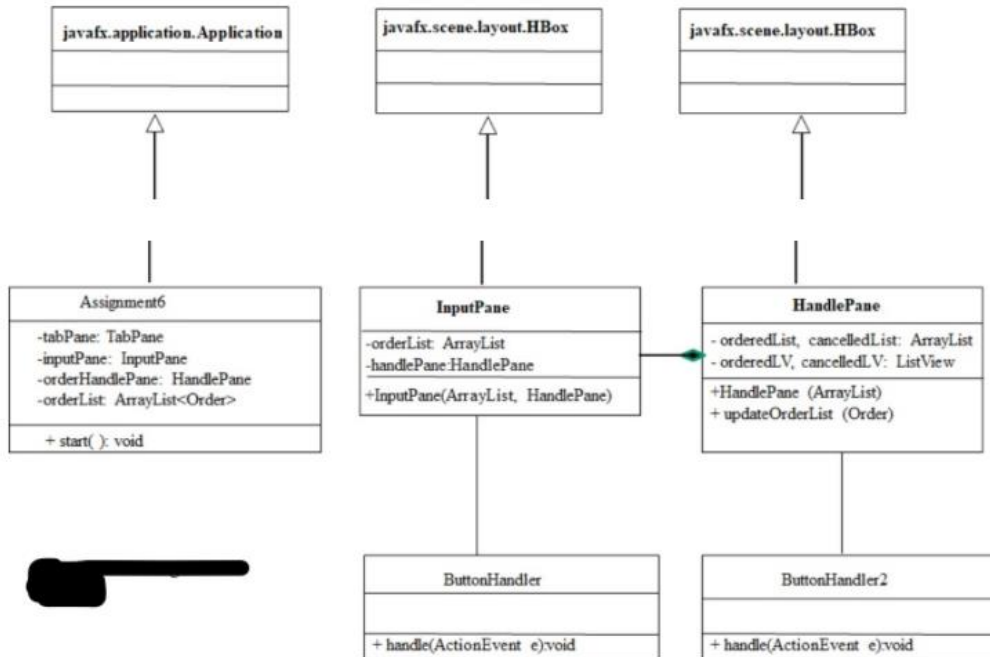 javafx.application.Application
javafx.scene.layout.HBox
javafx.scene.layout.HBox
Assignment6
-tabPane: TabPane
-inputPane: InputPane
-orderHandlePane: HandlePane
-orderList: ArrayList<Order>
+ start( ): void
InputPane
-orderList: ArrayList
-handlePane:HandlePane
+InputPane(ArrayList, HandlePane)
HandlePane
- orderedList, cancelledList: ArrayList
- orderedLV, cancelledLV: ListView
+HandlePane (ArrayList)
+ updateOrderList (Order)
ButtonHandler
+ handle(ActionEvent e):void
ButtonHandler2
+ handle(ActionEvent e):void